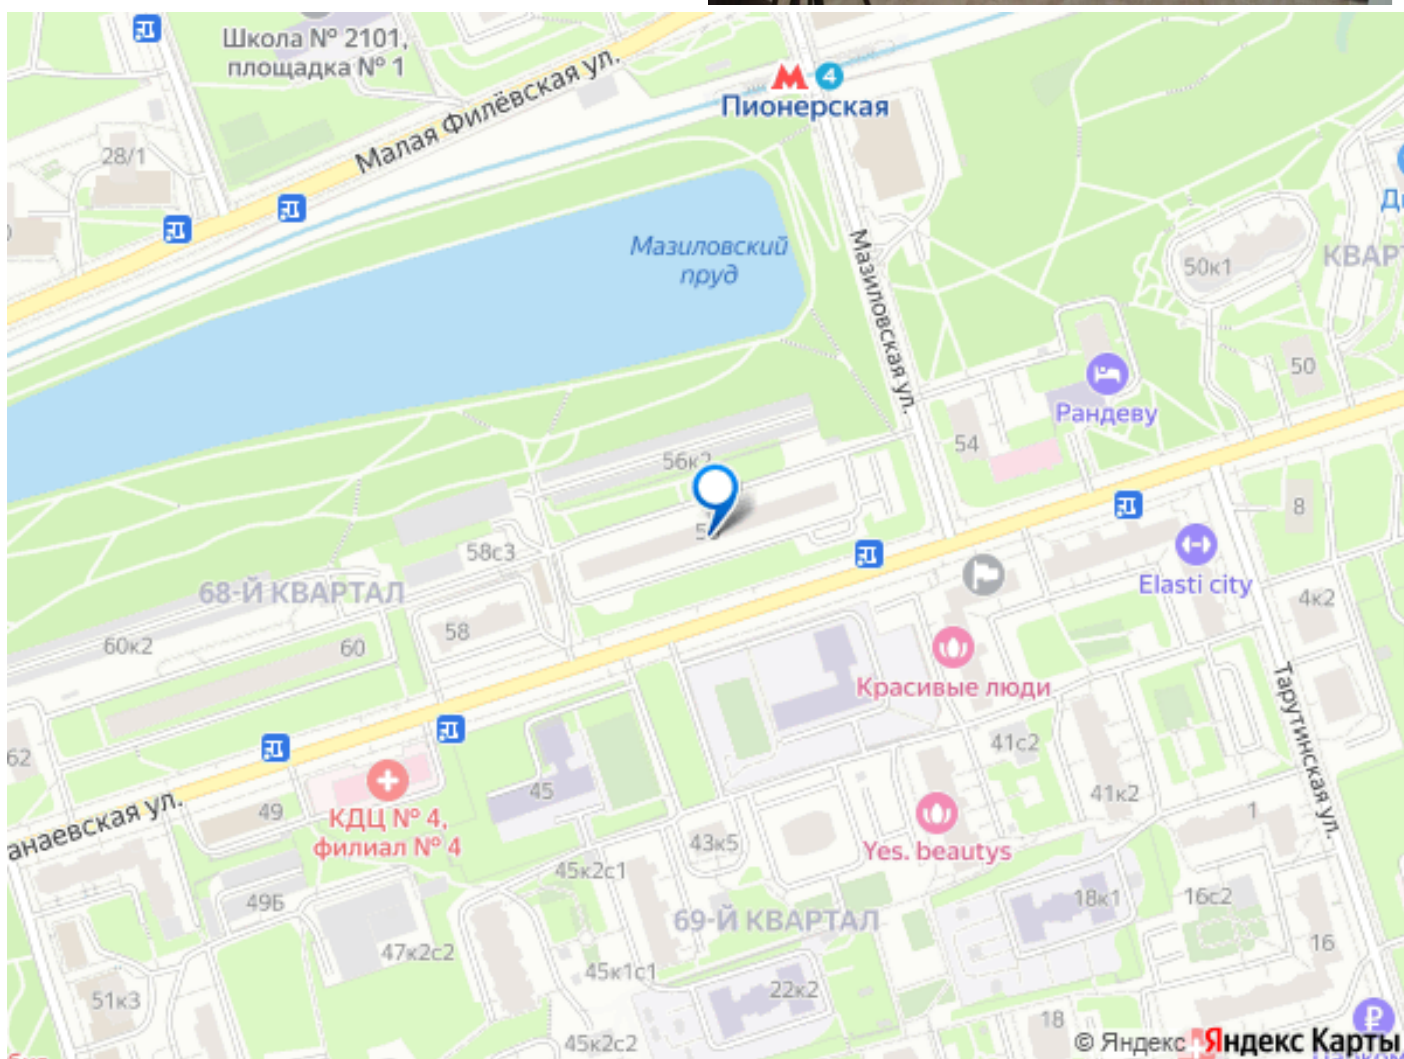 Школа № 2101,
площадка № 1
Малая Филёвская ул.
4
Пионерская
28/1
Мазиловский
пруд
Мазиловская ул.
50к1
50
Рандеву
54
56к2
8
58с3
68-Й КВАРТАЛ
Elasti city
4к2
58
60к2
60
Красивые люди
Тарутинская ул.
62
41с2
45
41к2
49
КДЦ № 4,
филиал № 4
43к5
Yes. beautys
1
45к2с1
49Б
18к1
16с2
69-Й КВАРТАЛ
47к2с2
16
45к1с1
22к2
51к3
18
45к2с2
© Яндекс Яндекс Карты